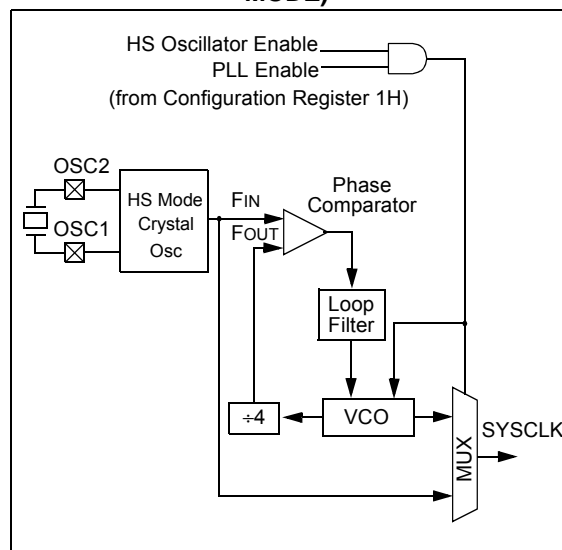 MODE)
HS Oscillator Enable
PLL Enable
(from Configuration Register 1H)
OSC2
OSC1
HS Mode
Crystal
Osc
FIN
FOUT
Phase
Comparator
Loop
Filter
÷4
VCO
MUX
SYSCLK